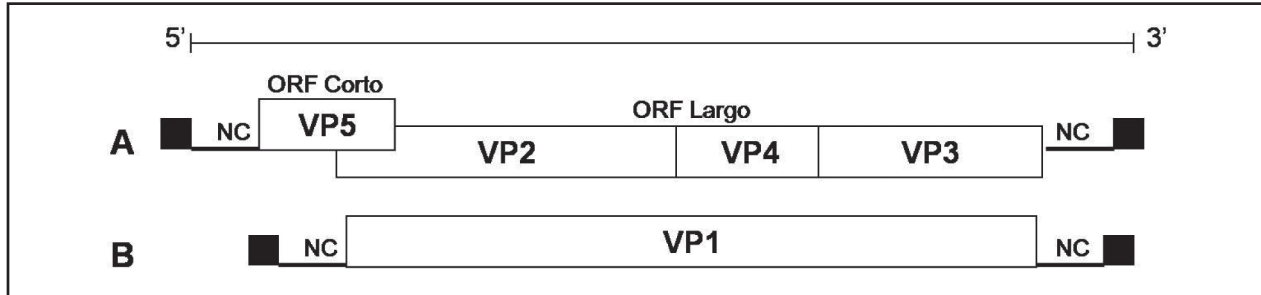 5' 3'
ORF Corto
ORF Largo
A NC VP5 VP2 VP4 VP3 NC
B NC VP1 NC